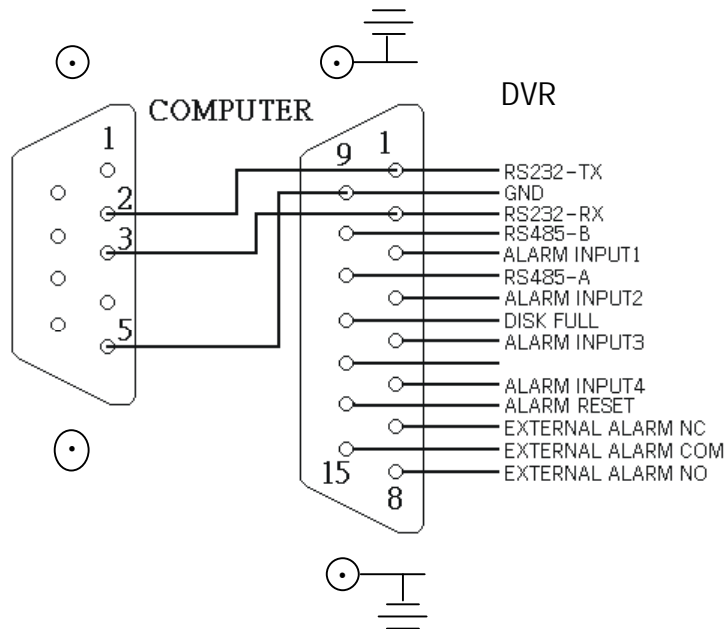 DVR
COMPUTER
1
2
3
5
9
1
15
8
RS232-TX
GND
RS232-RX
RS485-B
ALARM INPUT1
RS485-A
ALARM INPUT2
DISK FULL
ALARM INPUT3
ALARM INPUT4
ALARM RESET
EXTERNAL ALARM NC
EXTERNAL ALARM COM
EXTERNAL ALARM NO